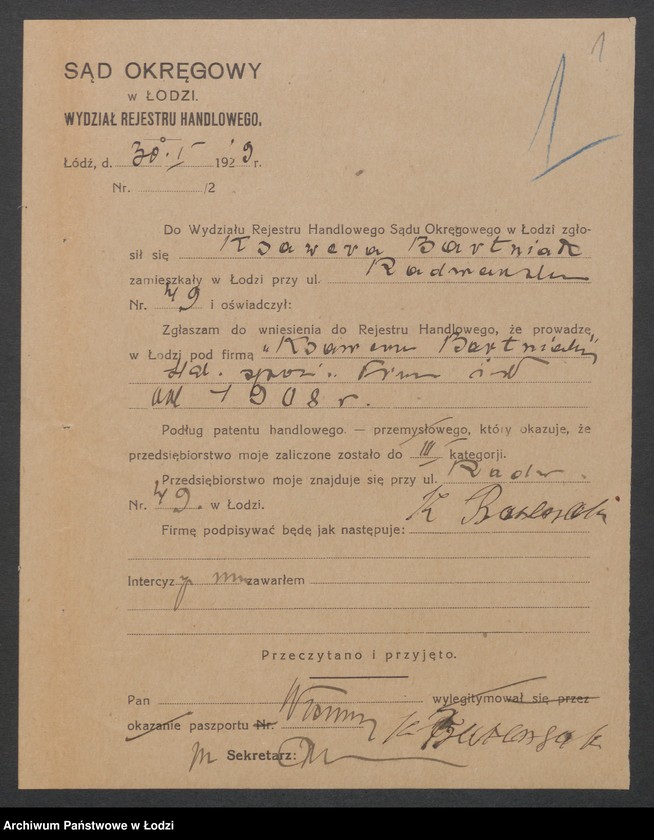 1
1
SĄD OKRĘGOWY
w ŁODZI.
WYDZIAŁ REJESTRU HANDLOWEGO.
Łódź, d. 30. I 1929 r.
Nr. /2
Do Wydziału Rejestru Handlowego Sądu Okręgowego w Łodzi zgło-
sił się Ksawera Bartniak
zamieszkały w Łodzi przy ul. Radwańska
Nr. 49 i oświadczył:
Zgłaszam do wniesienia do Rejestru Handlowego, że prowadzę
w Łodzi pod firmą „Ksawera Bartniak"
od 1908 r.
Podług patentu handlowego — przemysłowego, który okazuje, że
przedsiębiorstwo moje zaliczone zostało do III kategorji.
Przedsiębiorstwo moje znajduje się przy ul. Radw.
Nr. 49. w Łodzi.
Firmę podpisywać będę jak następuje: K
Intercyzy nie zawarłem
Przeczytano i przyjęto.
Pan wylegitymował się przez
okazanie paszportu Nr. K
Sekretarz:
Archiwum Państwowe w Łodzi